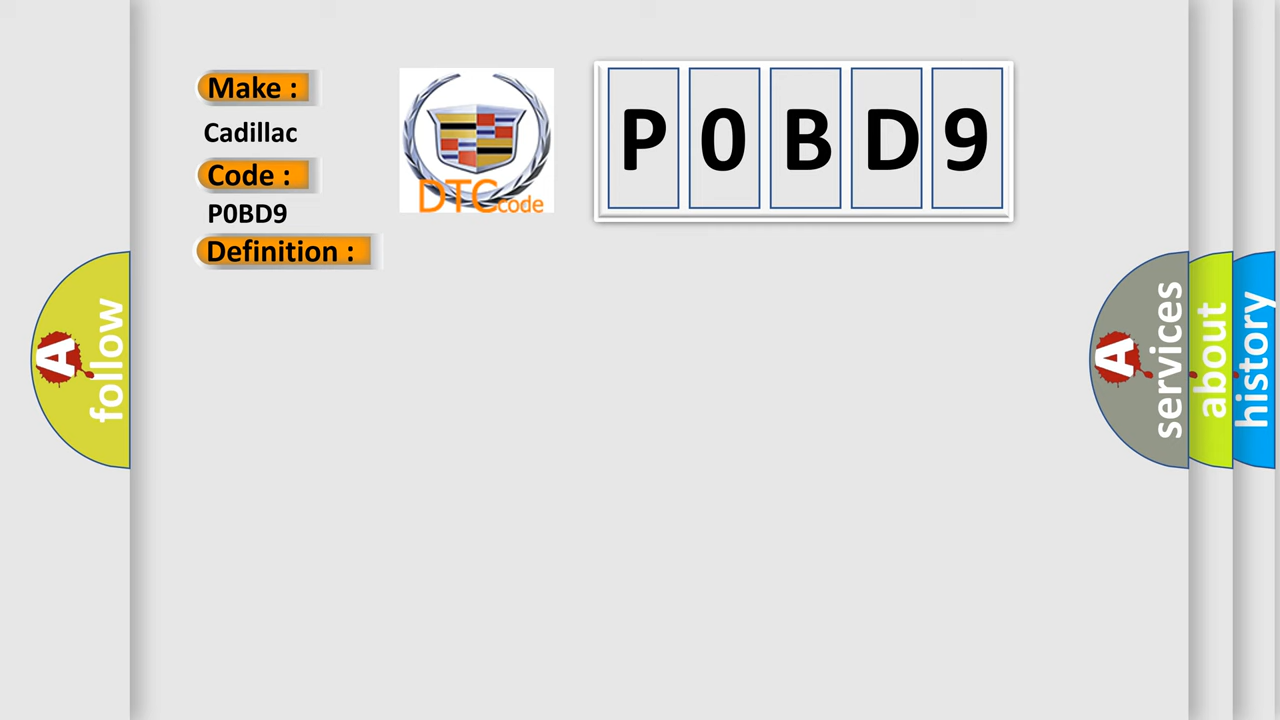 Make :
Cadillac
Code :
P0BD9
Definition :
DTCcode
P0BD9
A follow
A services
about
history